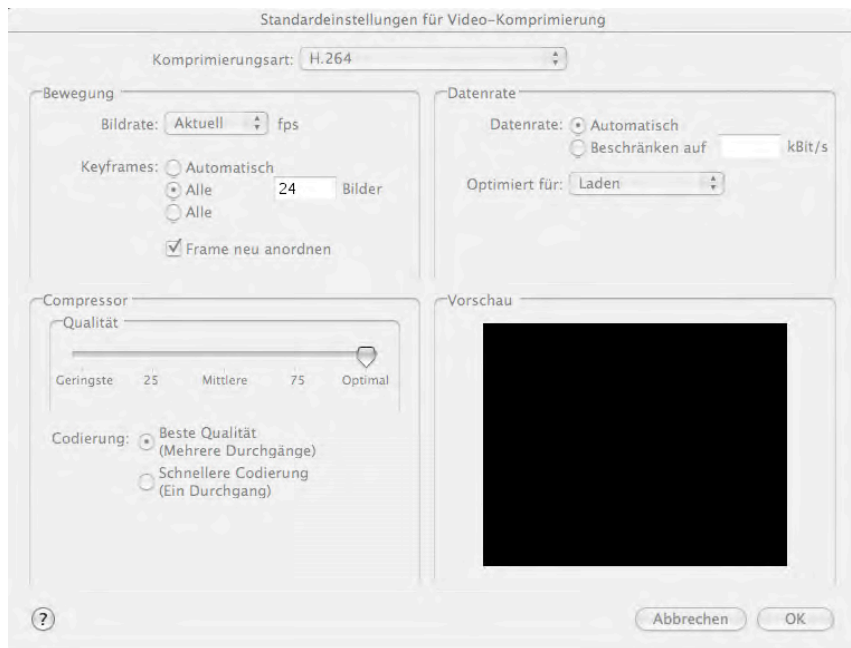 Standardeinstellungen für Video-Komprimierung
Komprimierungsart: H.264
Bewegung
Bildrate: Aktuell fps
Keyframes: Automatisch
Alle 24 Bilder
Alle
Frame neu anordnen
Datenrate
Datenrate: Automatisch
Beschränken auf kBit/s
Optimiert für: Laden
Compressor
Qualität
Geringste 25 Mittlere 75 Optimal
Codierung: Beste Qualität
(Mehrere Durchgänge)
Schnellere Codierung
(Ein Durchgang)
Vorschau
?
Abbrechen OK